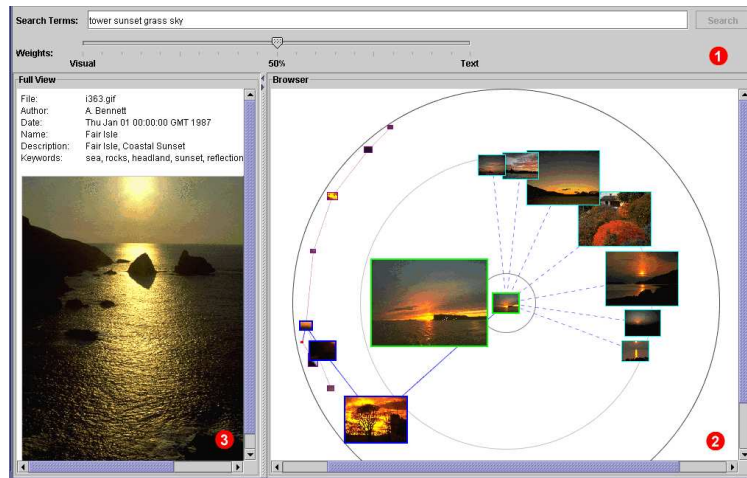 Search Terms: tower sunset grass sky Search
Weights:
Visual 50% Text
1
Full View
Browser
File: i363.gif
Author: A. Bennett
Date: Thu Jan 01 00:00:00 GMT 1987
Name: Fair Isle
Description: Fair Isle, Coastal Sunset
Keywords: sea, rocks, headland, sunset, reflection
3
2